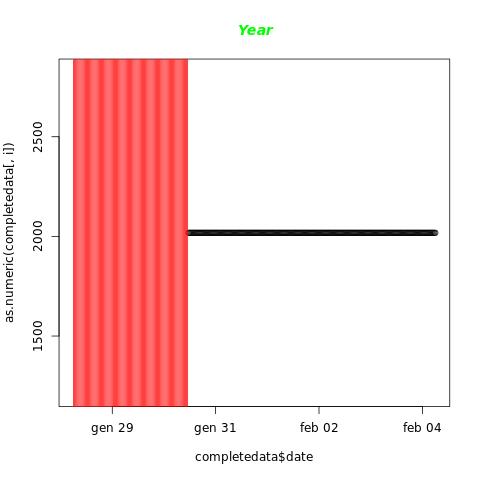 Year
as.numeric(completedata[, i])
2500
2000
1500
gen 29
gen 31
feb 02
feb 04
completedata$date